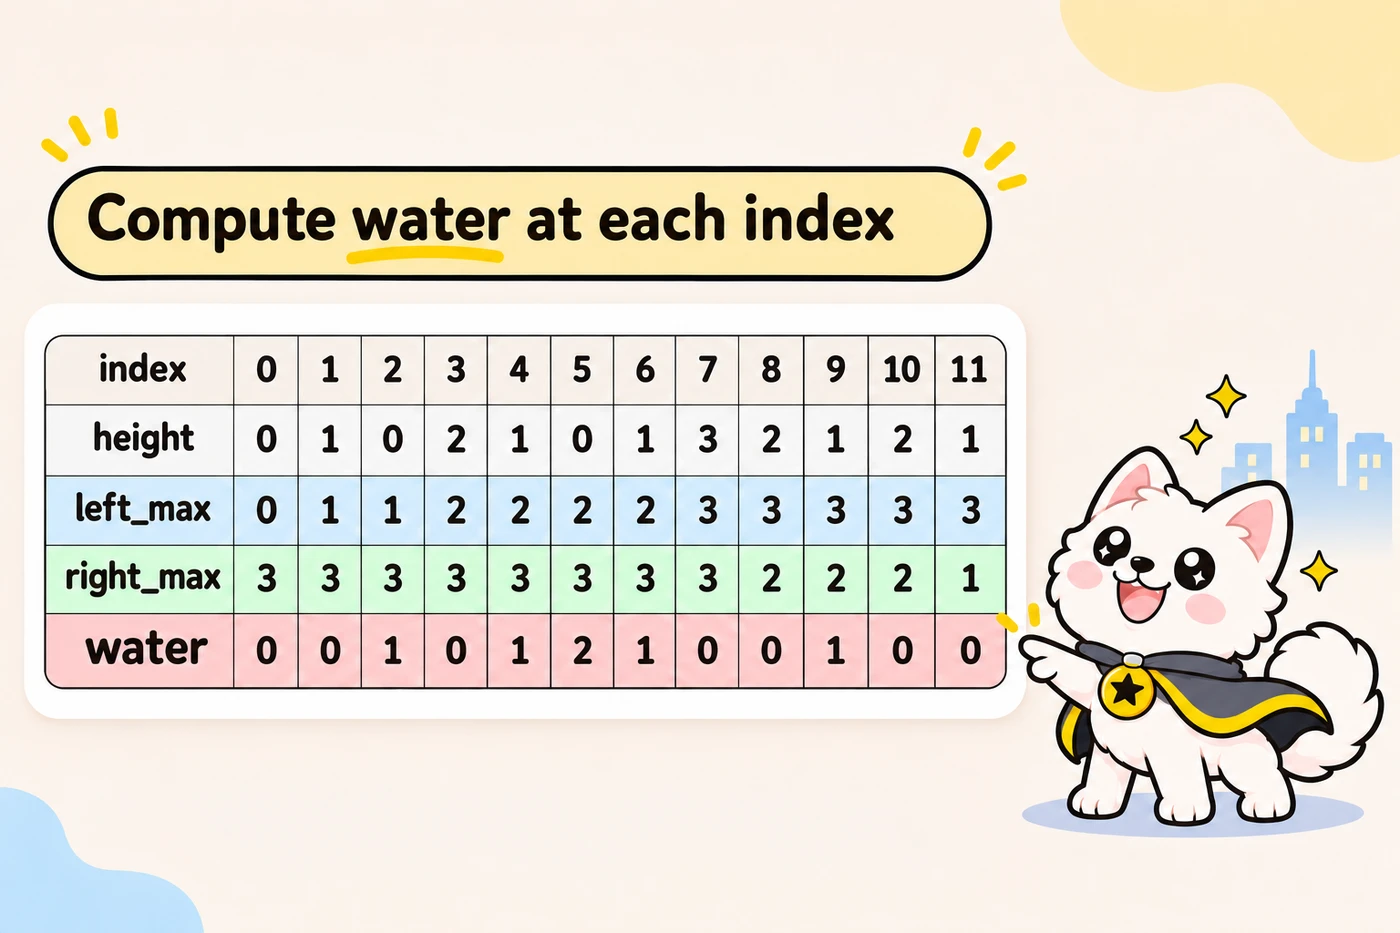 Compute water at each index
index 0 1 2 3 4 5 6 7 8 9 10 11
height 0 1 0 2 1 0 1 3 2 1 2 1
left_max 0 1 1 2 2 2 2 3 3 3 3 3
right_max 3 3 3 3 3 3 3 3 2 2 2 1
water 0 0 1 0 1 2 1 0 0 1 0 0